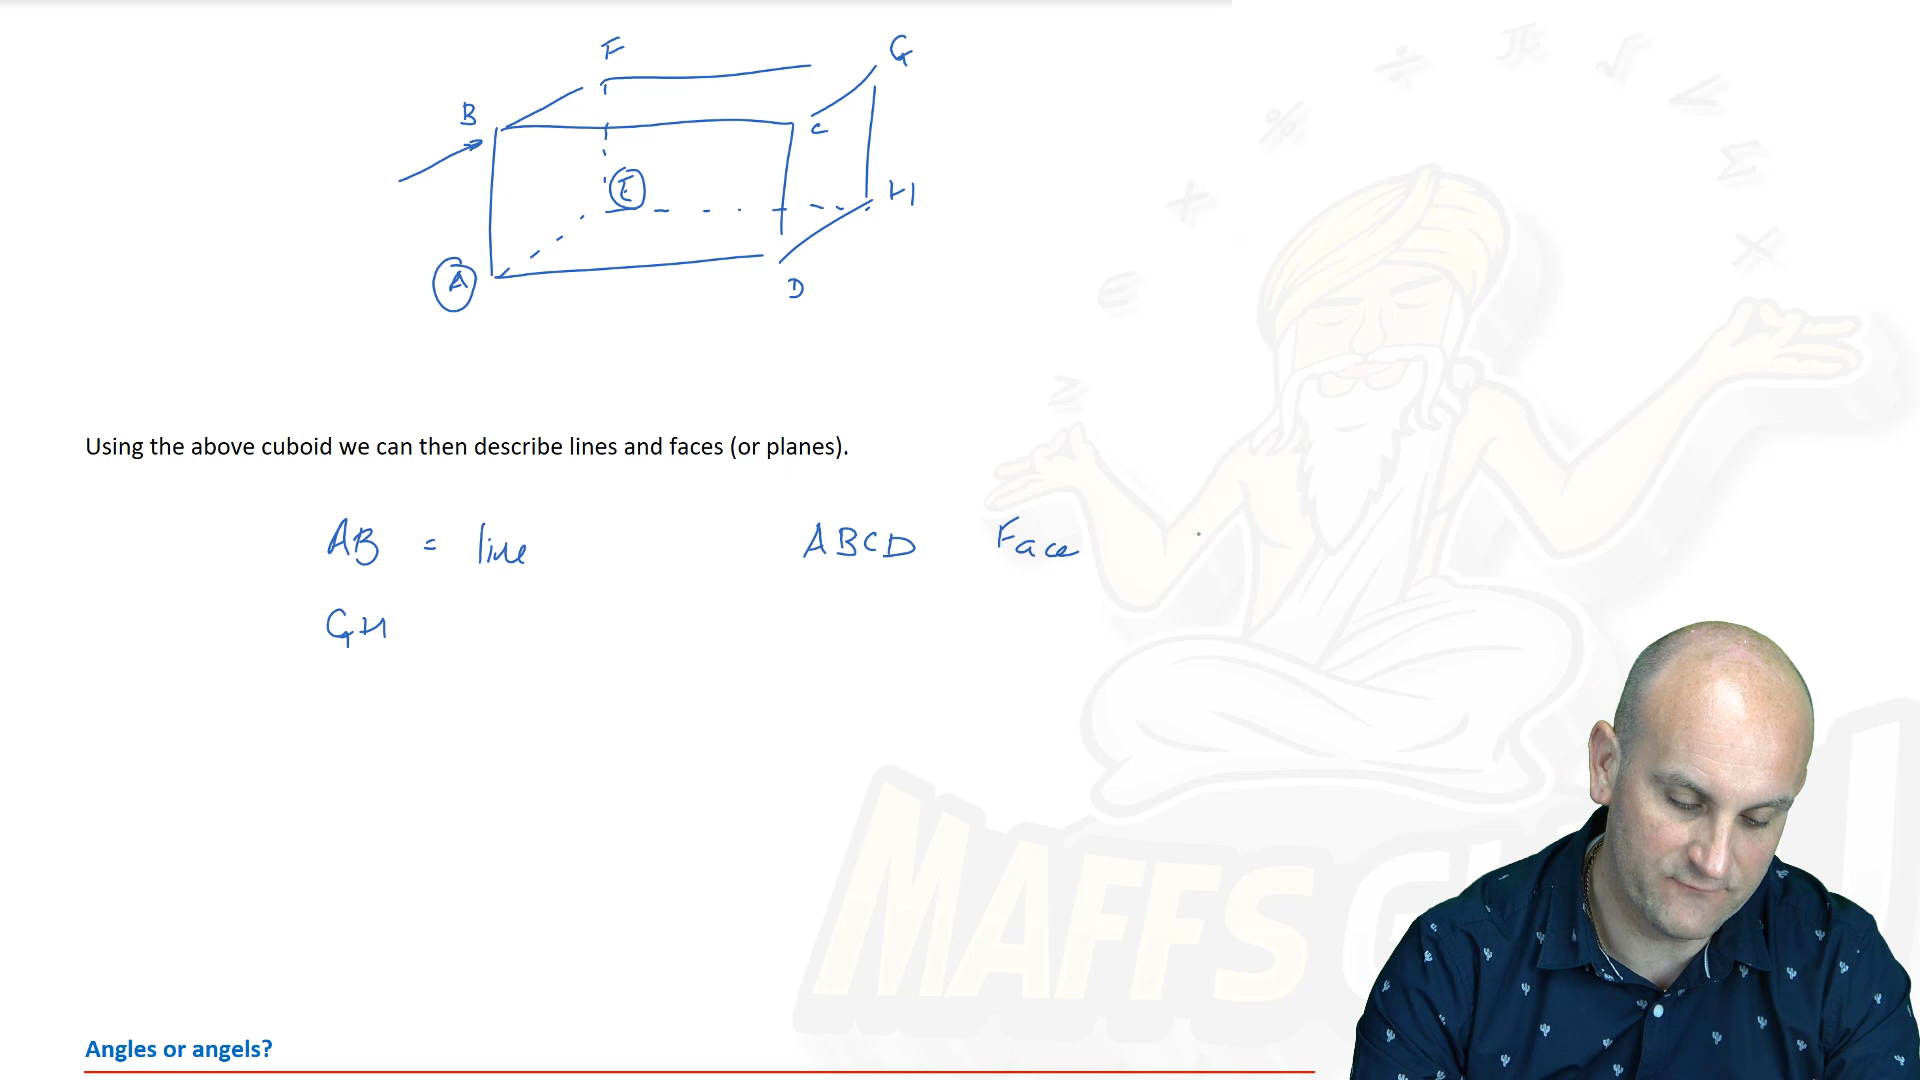 F
G
B
C
E
H
A
D
Using the above cuboid we can then describe lines and faces (or planes).
AB = line
ABCD Face
GH
MAFFS G
Angles or angels?